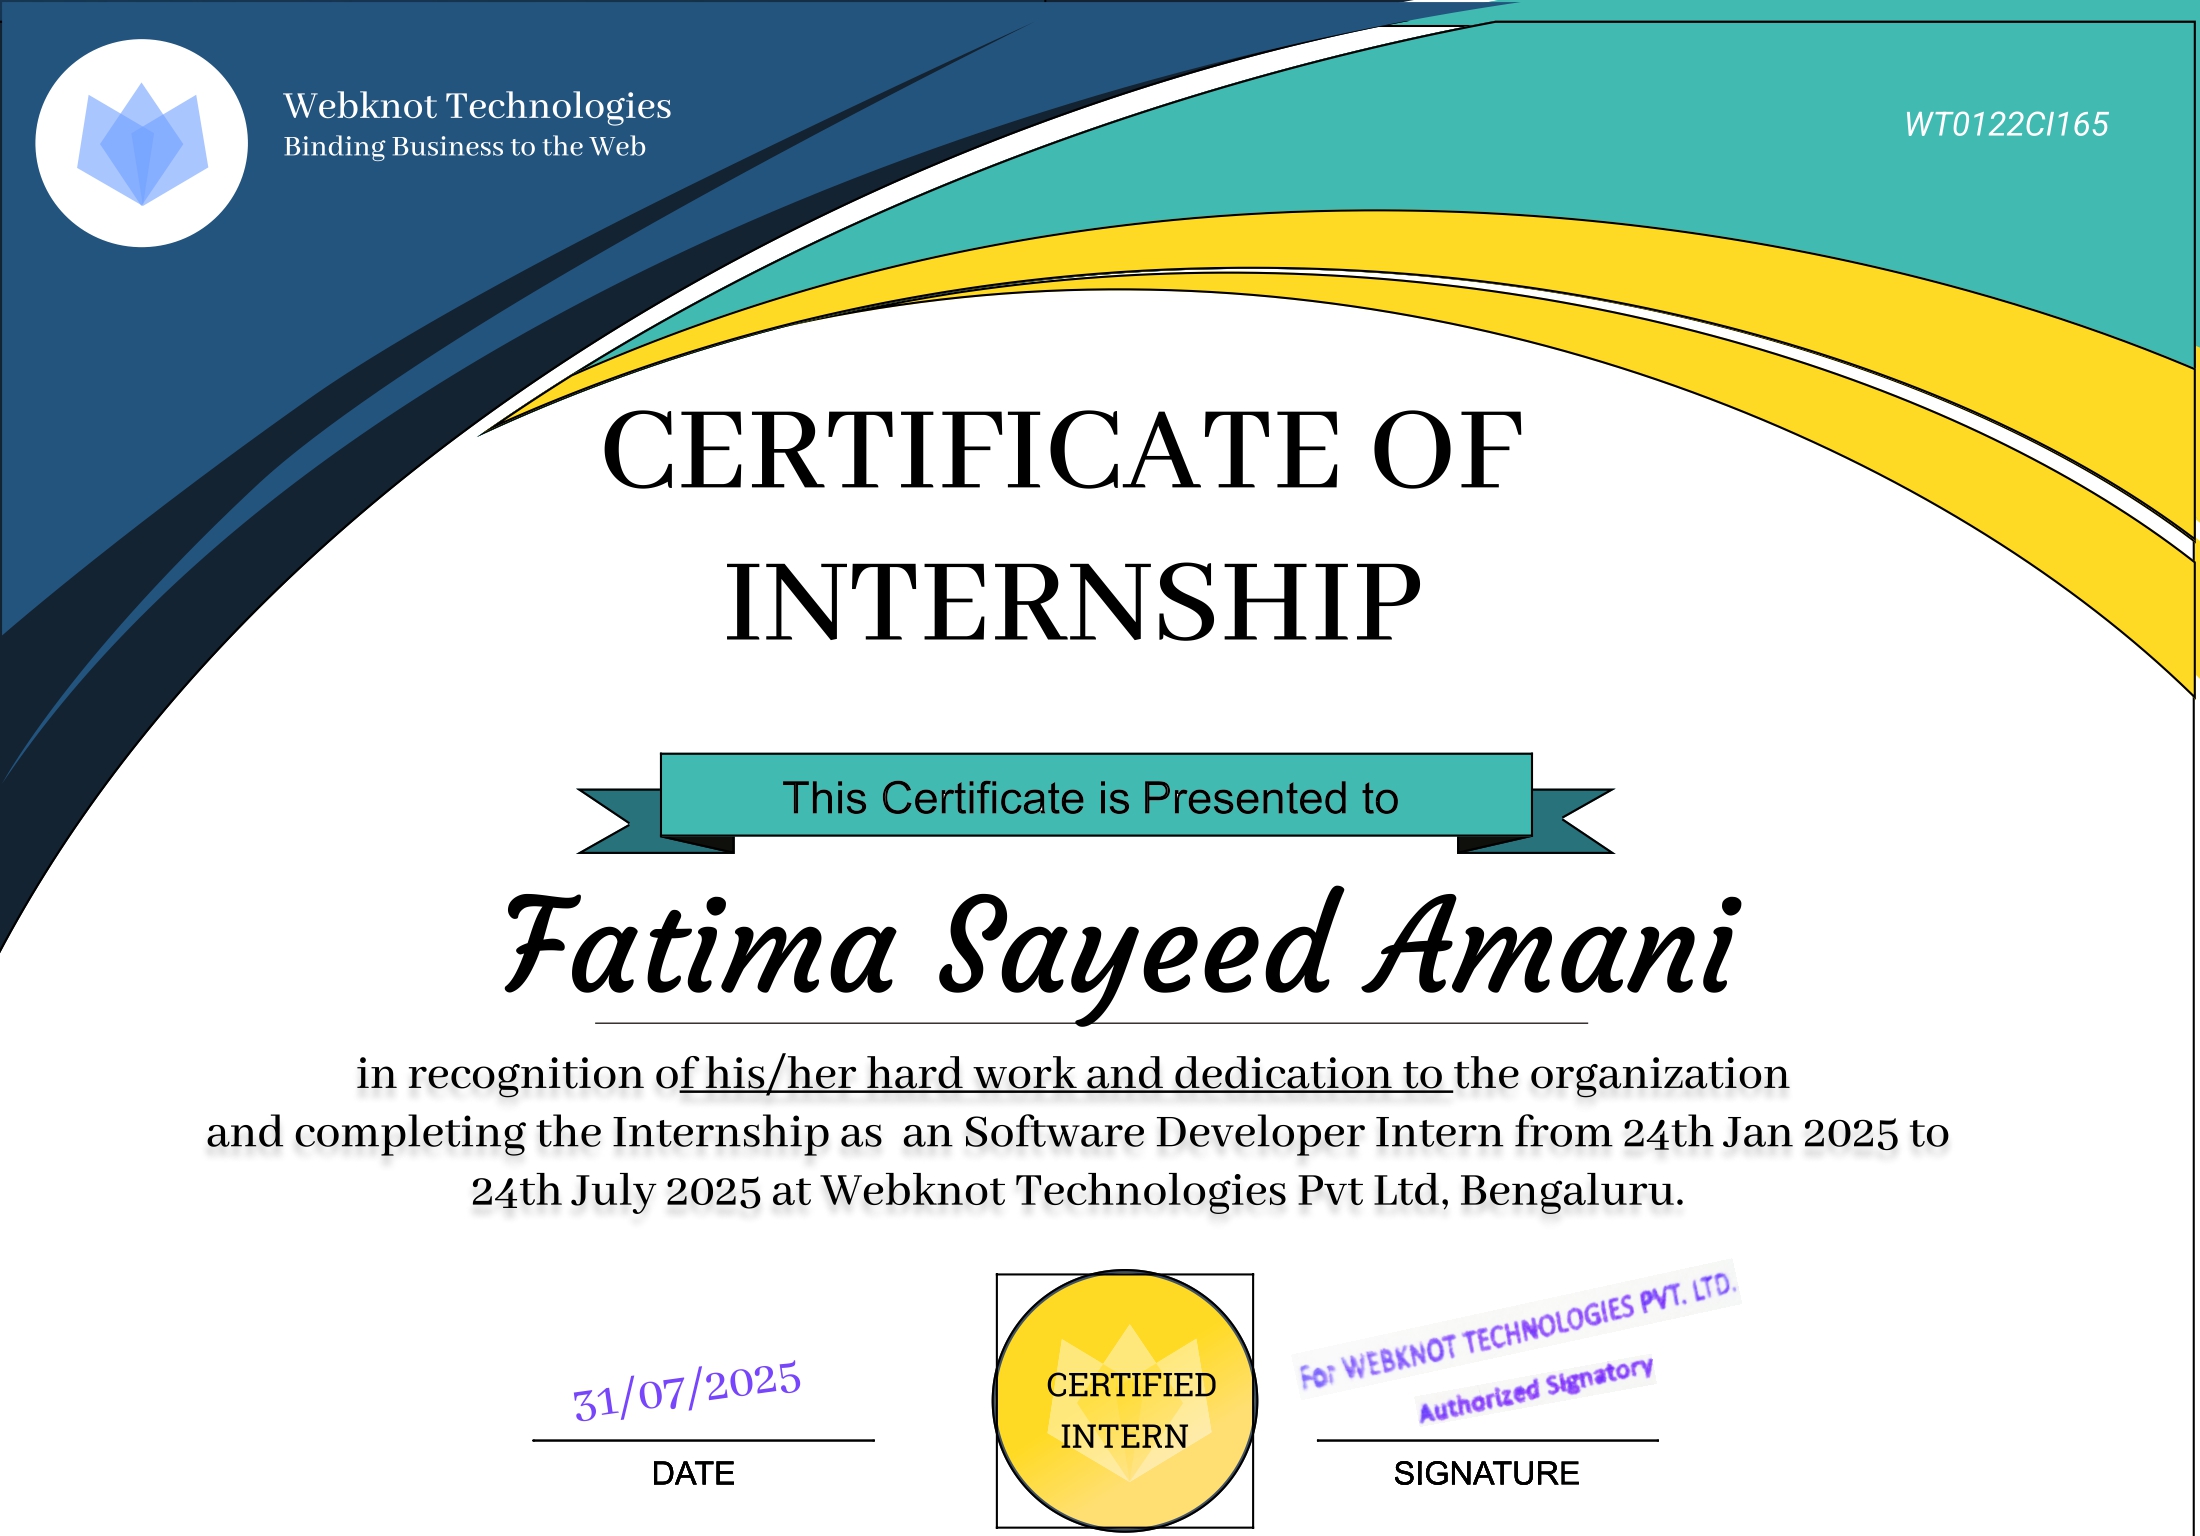 Webknot Technologies
Binding Business to the Web
WT0122CI165
CERTIFICATE OF
INTERNSHIP
This Certificate is Presented to
Fatima Sayeed Amani
in recognition of his/her hard work and dedication to the organization
and completing the Internship as  an Software Developer Intern from 24th Jan 2025 to
24th July 2025 at Webknot Technologies Pvt Ltd, Bengaluru.
31/07/2025
DATE
CERTIFIED
INTERN
For WEBKNOT TECHNOLOGIES PVT. LTD.
Authorized Signatory
SIGNATURE